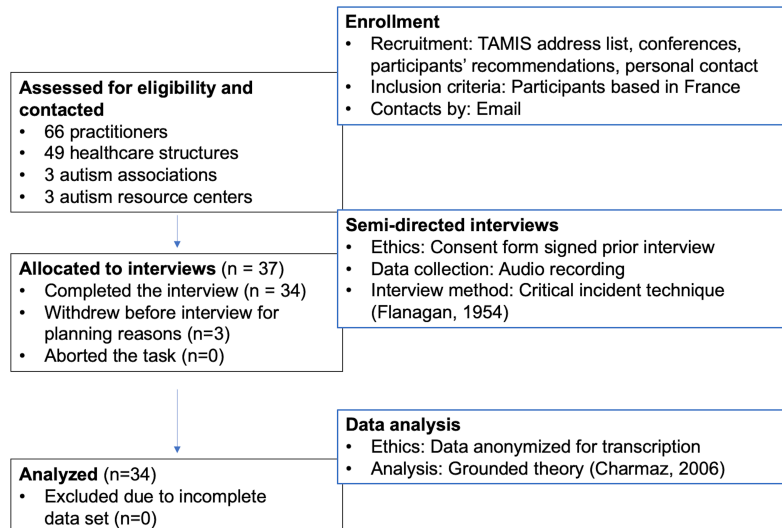 Enrollment
• Recruitment: TAMIS address list, conferences,
participants’ recommendations, personal contact
• Inclusion criteria: Participants based in France
• Contacts by: Email
Assessed for eligibility and
contacted
• 66 practitioners
• 49 healthcare structures
• 3 autism associations
• 3 autism resource centers
Semi-directed interviews
• Ethics: Consent form signed prior interview
• Data collection: Audio recording
• Interview method: Critical incident technique
(Flanagan, 1954)
Allocated to interviews (n = 37)
• Completed the interview (n = 34)
• Withdrew before interview for
planning reasons (n=3)
• Aborted the task (n=0)
Data analysis
• Ethics: Data anonymized for transcription
• Analysis: Grounded theory (Charmaz, 2006)
Analyzed (n=34)
• Excluded due to incomplete
data set (n=0)